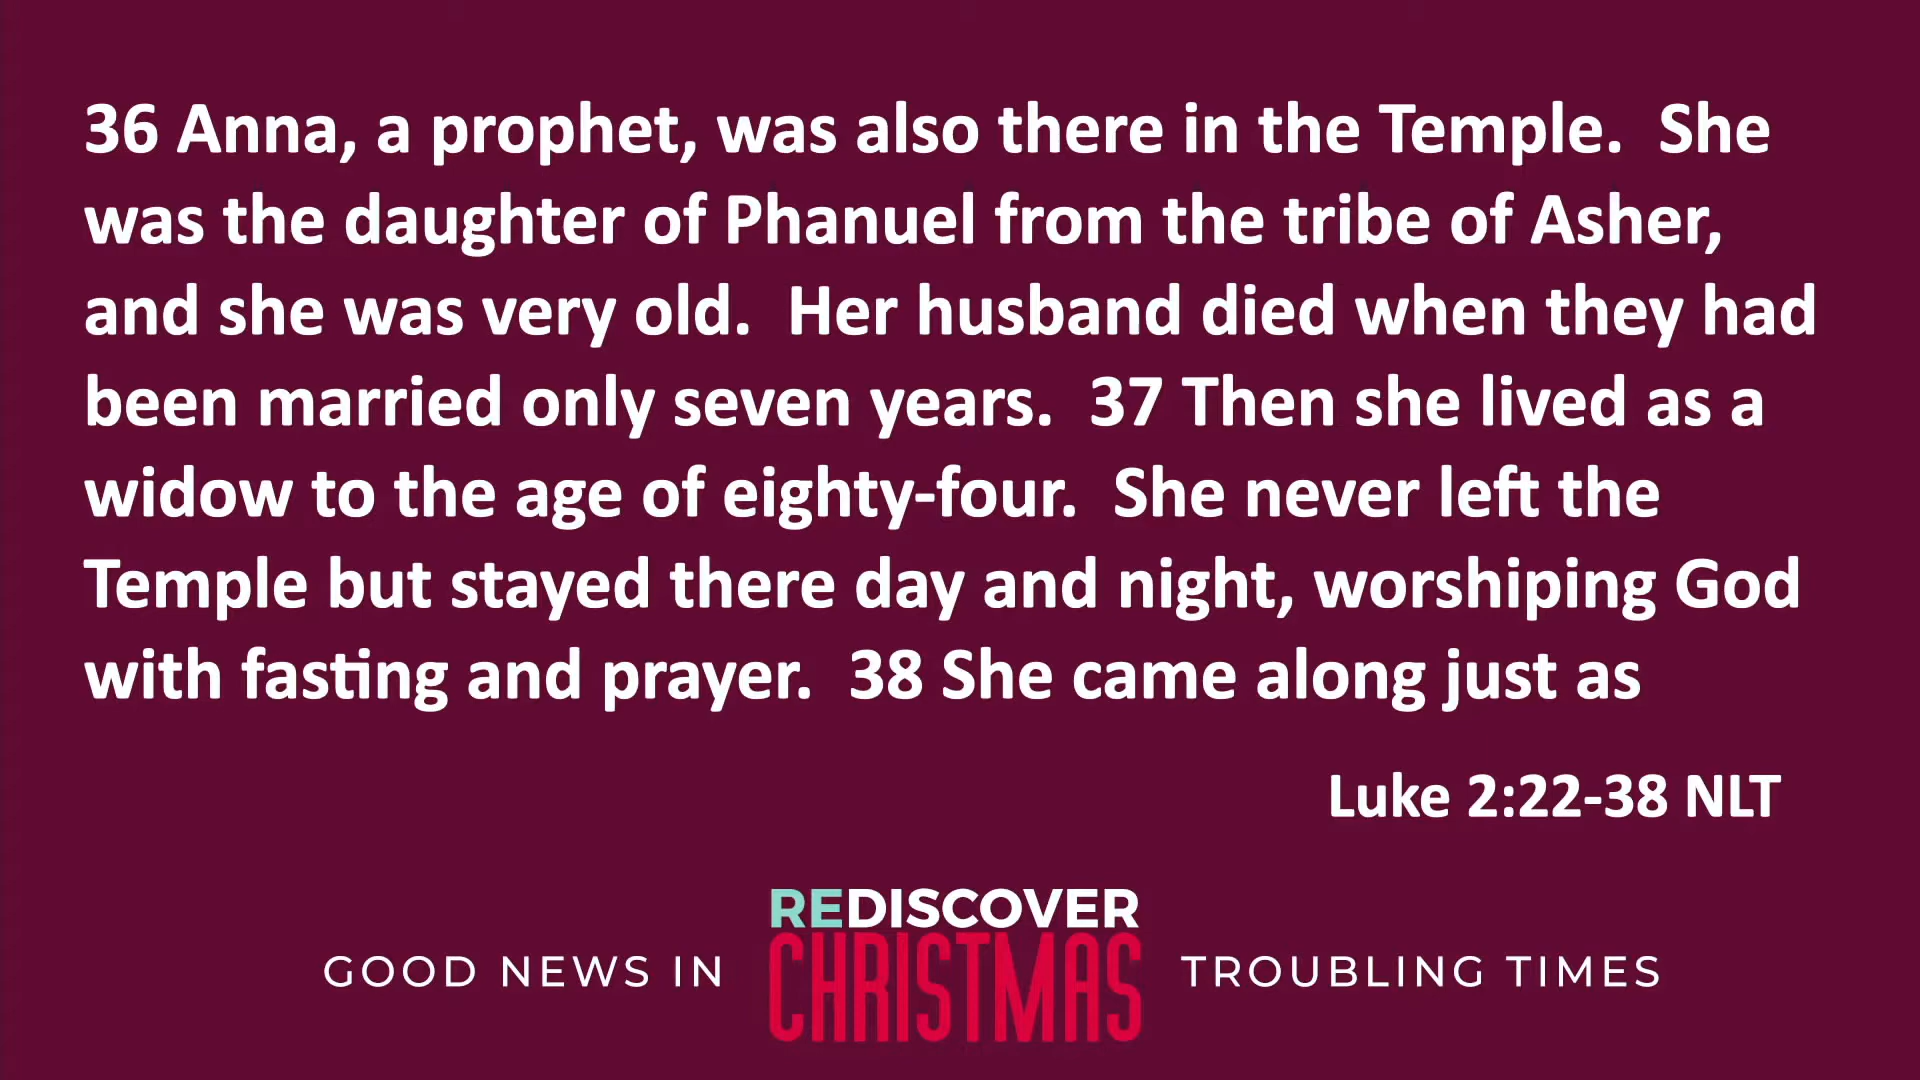 36 Anna, a prophet, was also there in the Temple.  She
was the daughter of Phanuel from the tribe of Asher,
and she was very old.  Her husband died when they had
been married only seven years.  37 Then she lived as a
widow to the age of eighty-four.  She never left the
Temple but stayed there day and night, worshiping God
with fasting and prayer.  38 She came along just as
Luke 2:22-38 NLT
GOOD NEWS IN
REDISCOVER
CHRISTMAS
TROUBLING TIMES